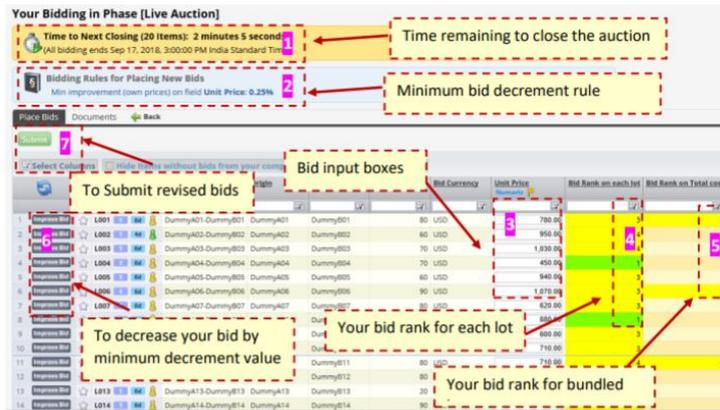 Your Bidding in Phase [Live Auction]
Time to Next Closing (20 Items): 2 minutes 5 second
1
Time remaining to close the auction
(All bidding ends Sep 17, 2018, 3:00:00 PM India Standard Tim
Bidding Rules for Placing New Bids
2
Minimum bid decrement rule
Min improvement (own prices) on field Unit Price: 0.25%
Place Bids Documents Back
Submit 7
Select Columns Hide items without bids from your
Bid input boxes
To Submit revised bids
Bid Currency Unit Price Bid Rank on each lot Bid Rank on Total
Numeric
3 4 5 6
1 Improve Bid L001 DummyA01-DummyB01 DummyA01 DummyB01 80 USD 780.00 3
2 Improve Bid L002 DummyA02-DummyB02 DummyA02 DummyB02 60 USD 950.00
3 Improve Bid L003 DummyA03-DummyB03 DummyA03 DummyB03 70 USD 1,030.00
4 Improve Bid L004 DummyA04-DummyB04 DummyA04 DummyB04 70 USD 450.00 1
5 Improve Bid L005 DummyA05-DummyB05 DummyA05 DummyB05 60 USD 940.00 3
6 Improve Bid L006 DummyA06-DummyB06 DummyA06 DummyB06 90 USD 1,070.00
7 Improve Bid L007 DummyA07-DummyB07 DummyA07 DummyB07 80 USD 620.00
To decrease your bid by
minimum decrement value
Your bid rank for each lot
1
600.00 3
710.00
11 Improve Bid DummyB11 80 USD 710.00
12 Improve Bid DummyB12 80
Your bid rank for bundled
13 Improve Bid L013 DummyA13-DummyB13 DummyA13 DummyB13 20
14 Improve Bid L014 DummyA14-DummyB14 DummyA14 DummyB14 90